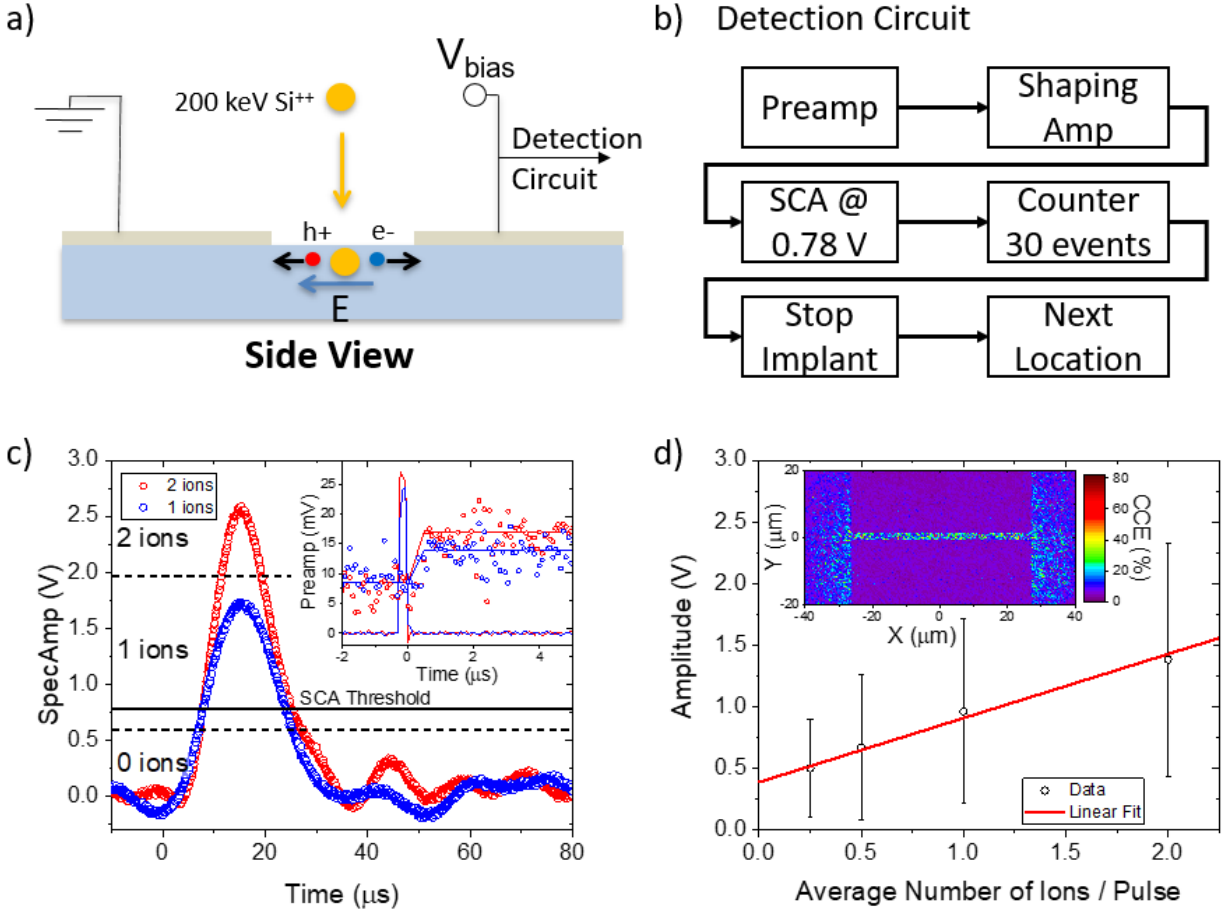 a)
200 keV Si⁺⁺
V_bias
Detection
Circuit
h+
e-
E
Side View
b) Detection Circuit
Preamp
Shaping
Amp
SCA @
0.78 V
Counter
30 events
Stop
Implant
Next
Location
c)
SpecAmp (V)
3.0
2.5
2.0
1.5
1.0
0.5
0.0
2 ions
1 ions
2 ions
1 ions
0 ions
SCA Threshold
Preamp (mV)
25
20
15
10
5
0
-2
0
2
4
Time (μs)
0
20
40
60
80
Time (μs)
d)
Amplitude (V)
3.0
2.5
2.0
1.5
1.0
0.5
0.0
Y (μm)
20
0
-20
-40
-20
0
20
40
X (μm)
80
60
40
20
0
CCE (%)
Data
Linear Fit
0.0
0.5
1.0
1.5
2.0
Average Number of Ions / Pulse